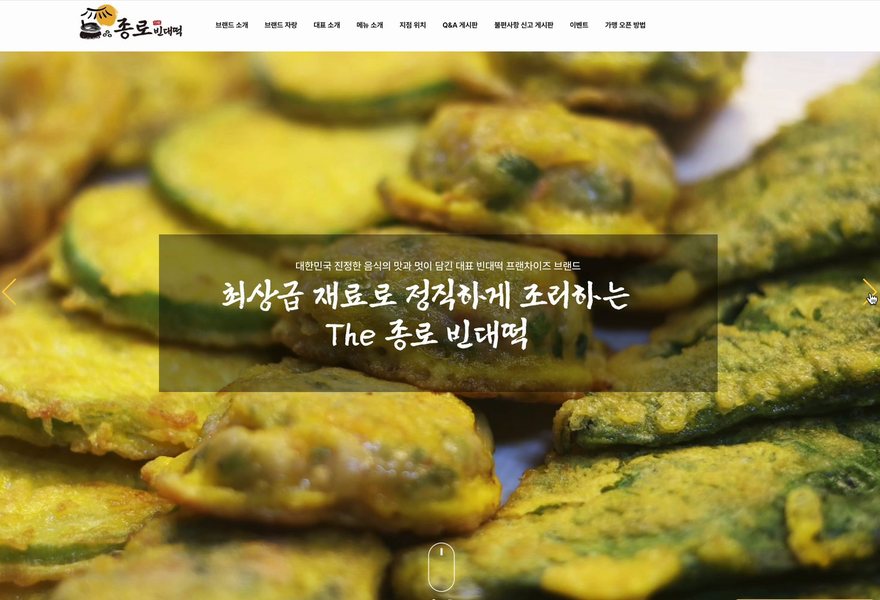 종로 빈대떡
브랜드 소개 브랜드 자랑 대표 소개 메뉴 소개 지점 위치 Q&A 게시판 불편사항 신고 게시판 이벤트 가맹 오픈 방법
대한민국 진정한 음식의 맛과 멋이 담긴 대표 빈대떡 프랜차이즈 브랜드
최상급 재료로 정직하게 조리하는
The 종로 빈대떡